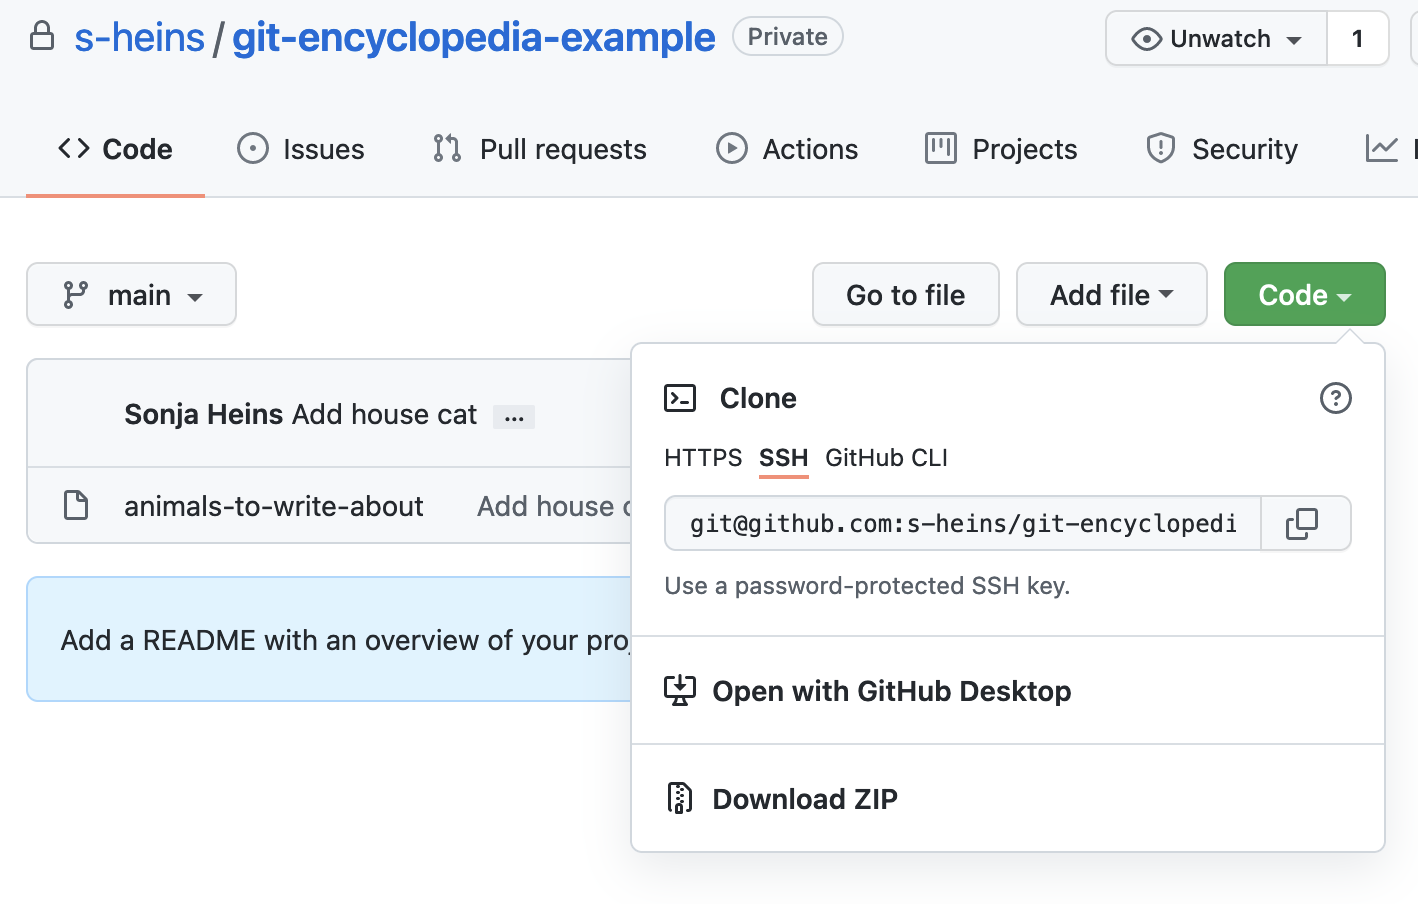 s-heins/git-encyclopedia-example Private Unwatch 1
Code Issues Pull requests Actions Projects Security
main Go to file Add file Code
Sonja Heins Add house cat ...
animals-to-write-about Add house
Add a README with an overview of your
Clone
HTTPS SSH GitHub CLI
git@github.com:s-heins/git-encyclopedi
Use a password-protected SSH key.
Open with GitHub Desktop
Download ZIP